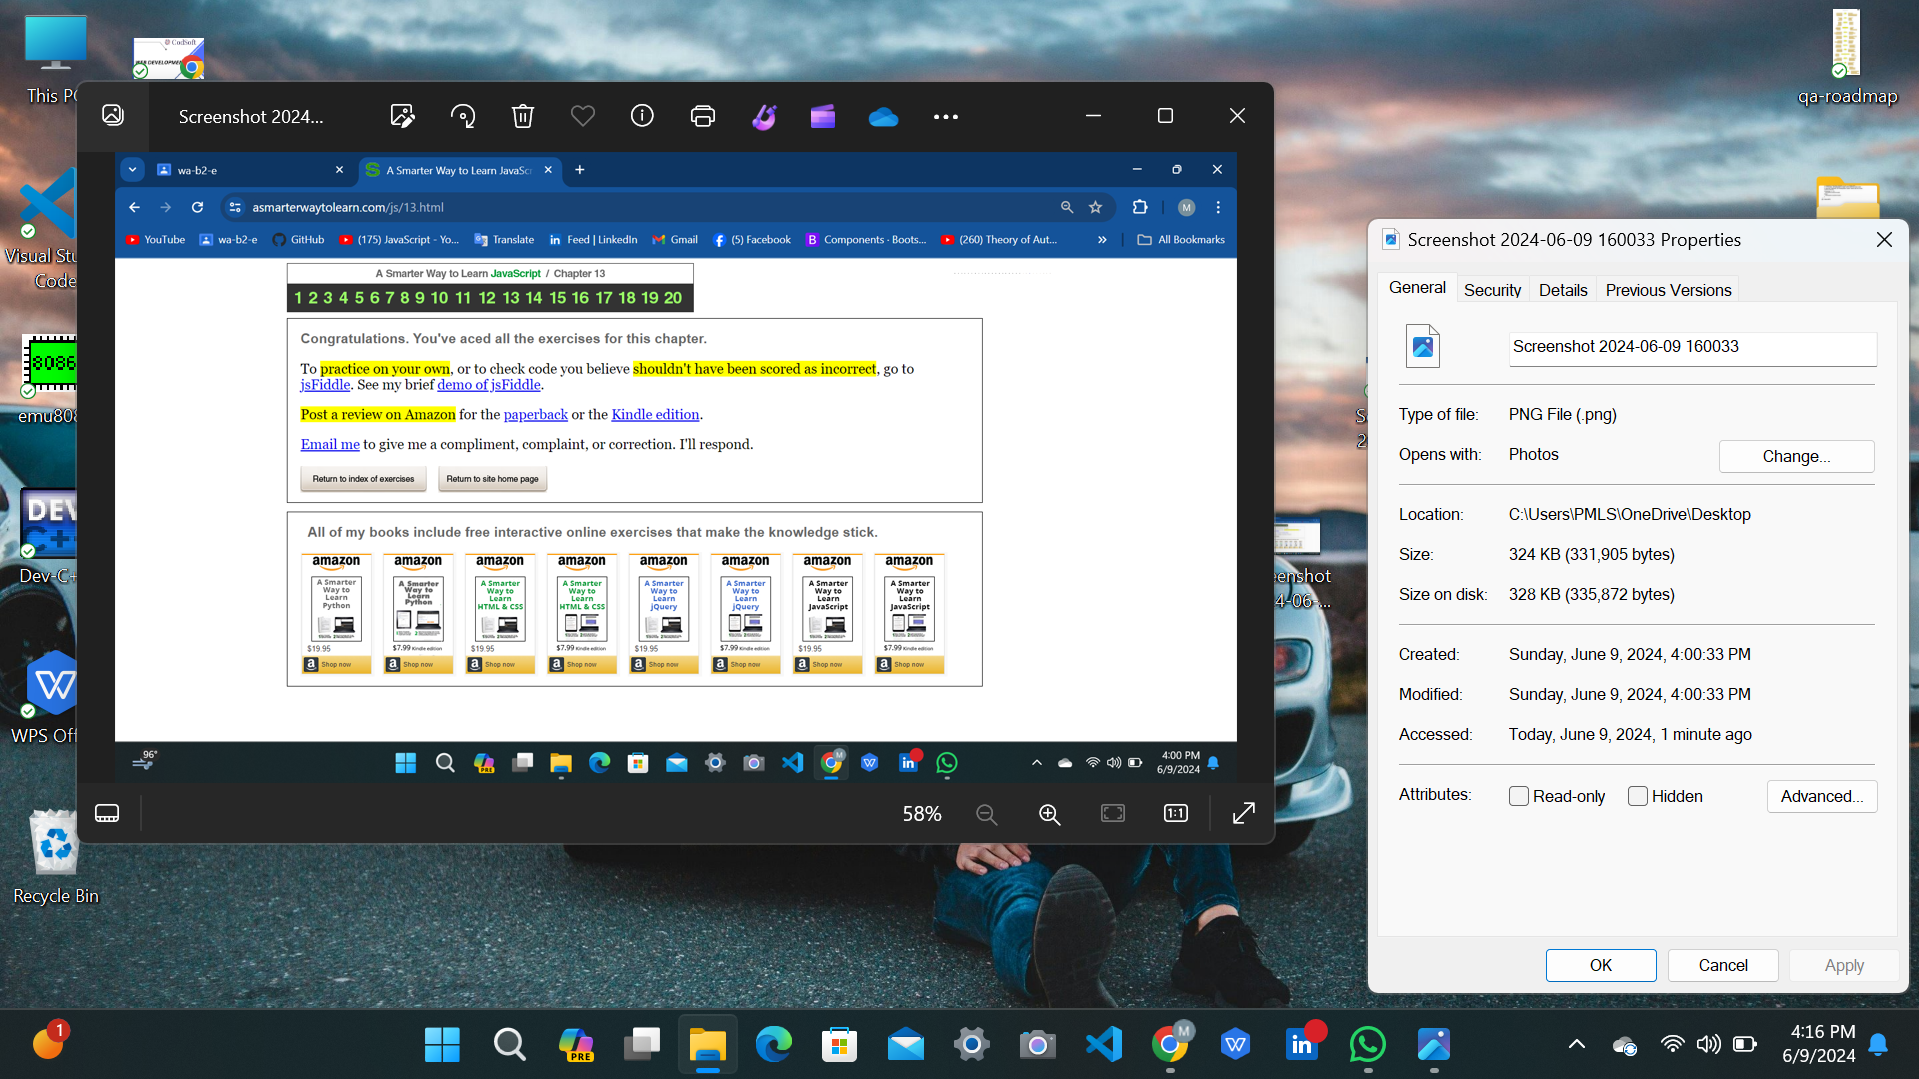 This PC
@ CodSoft
WEB DEVELOPMENT
qa-roadmap
Visual Stu
Code
8086
emu808
DEV
C++
Dev-C+
W
WPS Off
Recycle Bin
eenshot
4-06-...
Screenshot 2024...
wa-b2-e
A Smarter Way to Learn JavaSc
asmarterwaytolearn.com/js/13.html
M
YouTube
wa-b2-e
GitHub
(175) JavaScript - Yo...
Translate
Feed | LinkedIn
Gmail
(5) Facebook
Components · Boots...
(260) Theory of Aut...
»
All Bookmarks
A Smarter Way to Learn JavaScript / Chapter 13
1 2 3 4 5 6 7 8 9 10 11 12 13 14 15 16 17 18 19 20
Congratulations. You've aced all the exercises for this chapter.
To practice on your own, or to check code you believe shouldn't have been scored as incorrect, go to
jsFiddle. See my brief demo of jsFiddle.
Post a review on Amazon for the paperback or the Kindle edition.
Email me to give me a compliment, complaint, or correction. I'll respond.
Return to index of exercises
Return to site home page
All of my books include free interactive online exercises that make the knowledge stick.
amazon amazon amazon amazon amazon amazon amazon amazon
A Smarter Way to Learn Python
A Smarter Way to Learn Python
A Smarter Way to Learn HTML & CSS
A Smarter Way to Learn HTML & CSS
A Smarter Way to Learn jQuery
A Smarter Way to Learn jQuery
A Smarter Way to Learn JavaScript
A Smarter Way to Learn JavaScript
$19.95 $7.99 Kindle edition $19.95 $7.99 Kindle edition $19.95 $7.99 Kindle edition $19.95 $7.99 Kindle edition
Shop now Shop now Shop now Shop now Shop now Shop now Shop now Shop now
96°
PRE
M
4:00 PM
6/9/2024
58%
1:1
Screenshot 2024-06-09 160033 Properties
General
Security
Details
Previous Versions
Screenshot 2024-06-09 160033
Type of file: PNG File (.png)
Opens with: Photos
Change...
Location: C:\Users\PMLS\OneDrive\Desktop
Size: 324 KB (331,905 bytes)
Size on disk: 328 KB (335,872 bytes)
Created: Sunday, June 9, 2024, 4:00:33 PM
Modified: Sunday, June 9, 2024, 4:00:33 PM
Accessed: Today, June 9, 2024, 1 minute ago
Attributes: Read-only Hidden
Advanced...
OK
Cancel
Apply
1
PRE
M
4:16 PM
6/9/2024